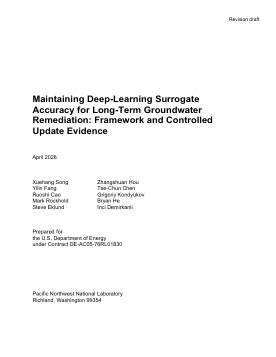 Revision draft
Maintaining Deep-Learning Surrogate
Accuracy for Long-Term Groundwater
Remediation: Framework and Controlled
Update Evidence
April 2026
Xuehang Song
Zhangshuan Hou
Yilin Fang
Tse-Chun Chen
Ruoshi Cao
Grigoriy Kondyukov
Mark Rockhold
Bryan He
Steve Eklund
Inci Demirkanli
Prepared for
the U.S. Department of Energy
under Contract DE-AC05-76RL01830
Pacific Northwest National Laboratory
Richland, Washington 99354